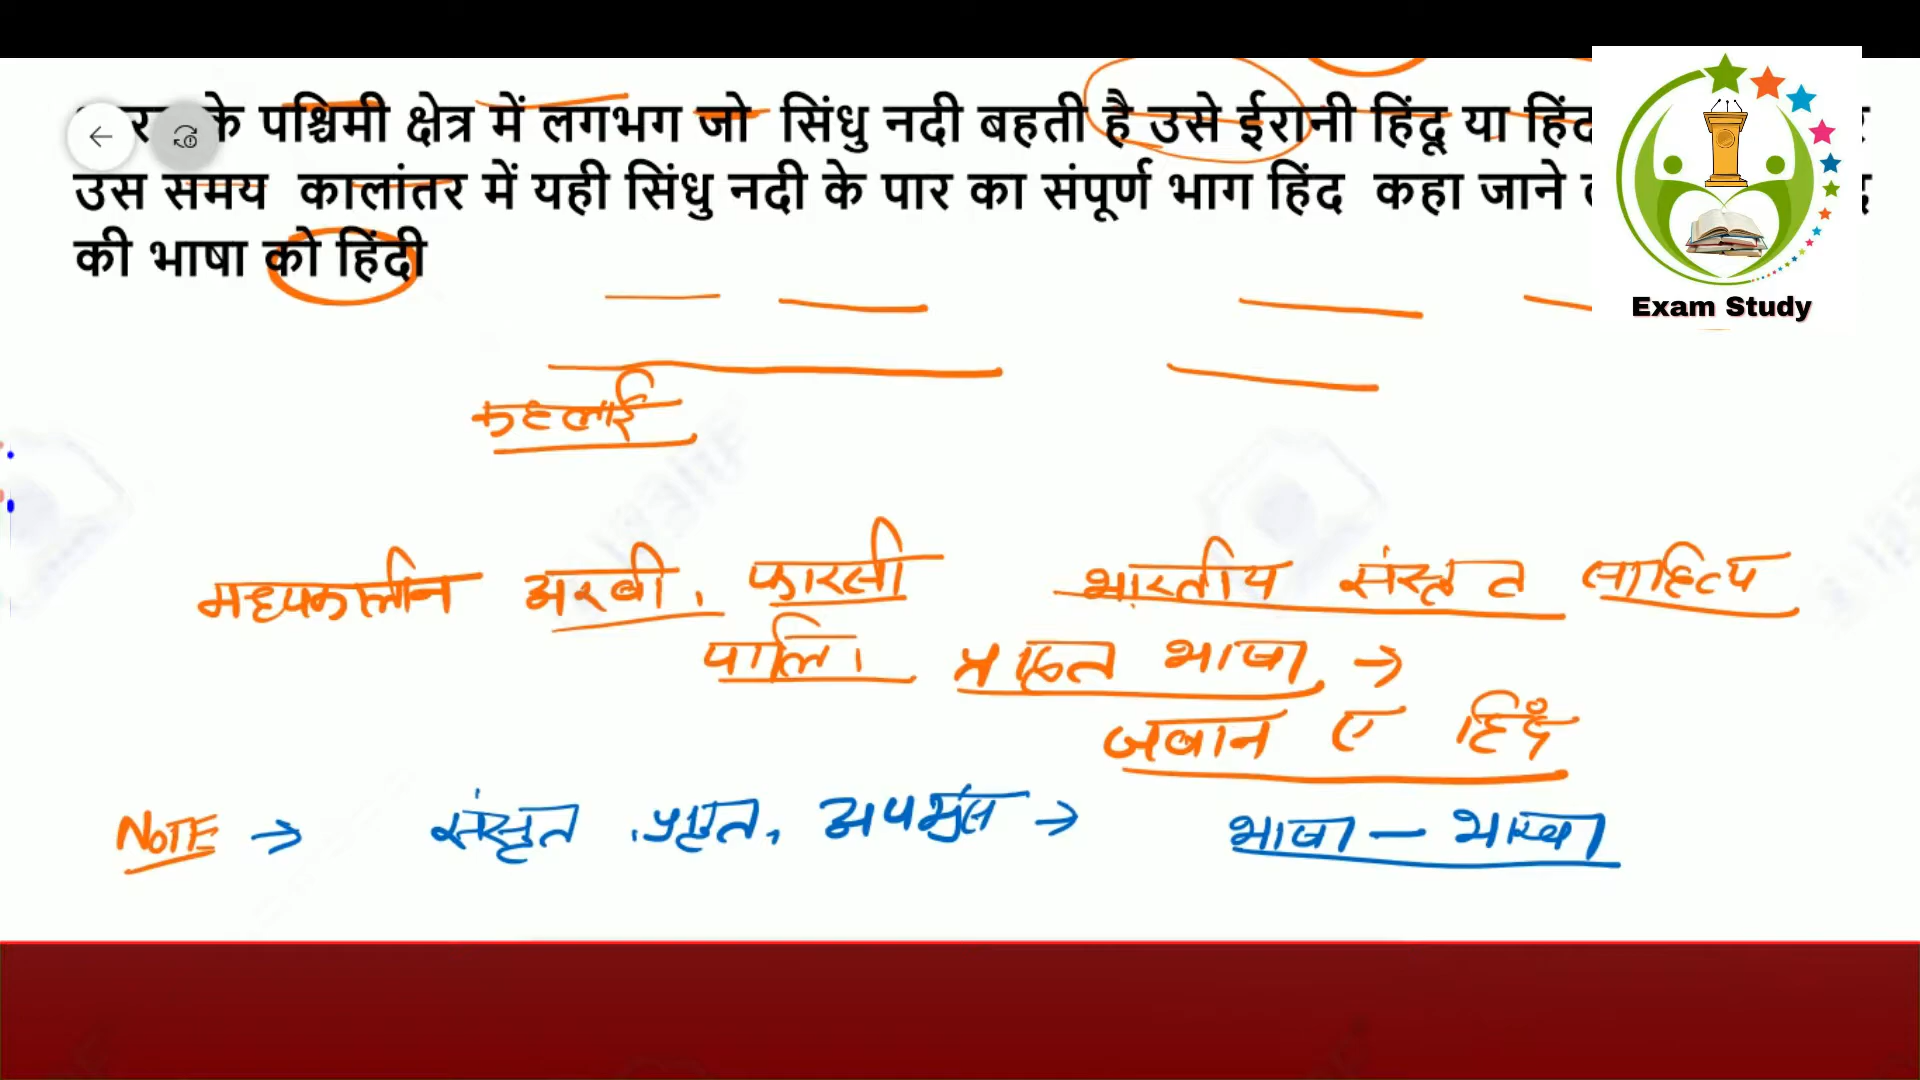 के पश्चिमी क्षेत्र में लगभग जो सिंधु नदी बहती है उसे ईरानी हिंदू या हिंद
उस समय कालांतर में यही सिंधु नदी के पार का संपूर्ण भाग हिंद कहा जाने
की भाषा को हिंदी
Exam Study
कहलाई
मध्यकालीन अरबी, फारसी भारतीय संस्कृत साहित्य
पालि, प्राकृत भाषा →
जबान ए हिंद
NOTE → संस्कृत, प्राकृत, अपभ्रंश → भाषा - भाखा